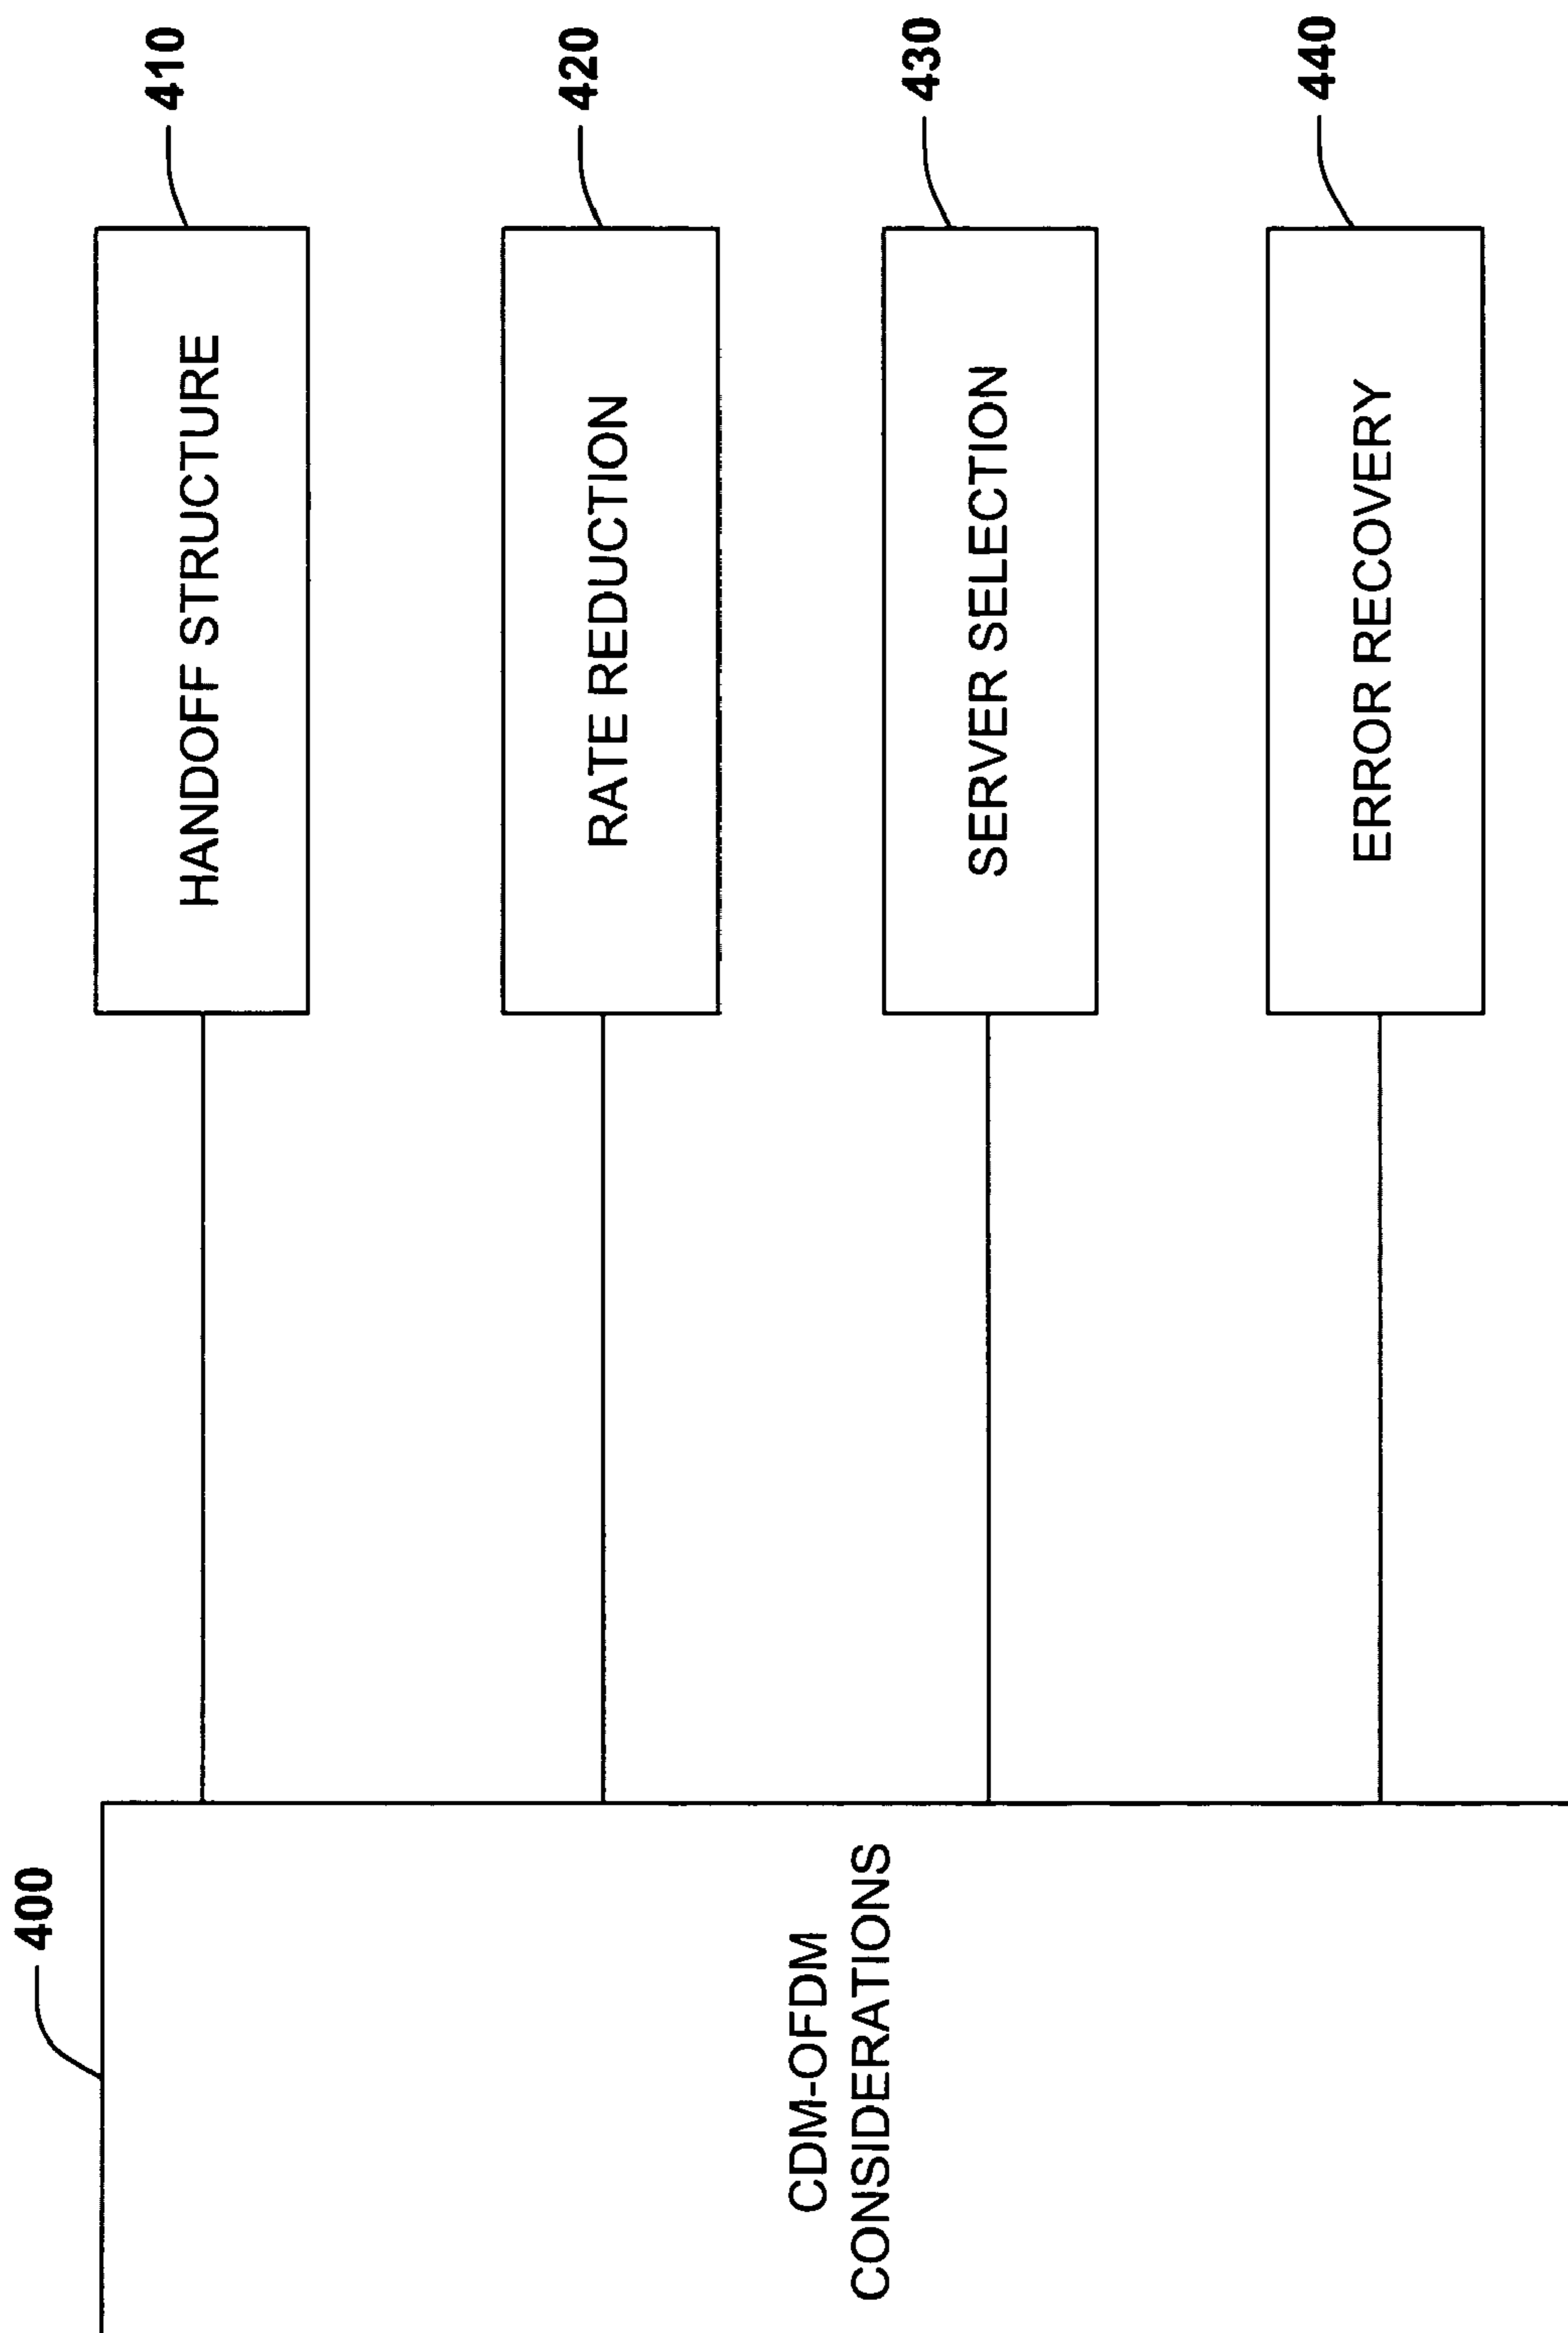 400
CDM-OFDM
CONSIDERATIONS
HANDOFF STRUCTURE
410
RATE REDUCTION
420
SERVER SELECTION
430
ERROR RECOVERY
440